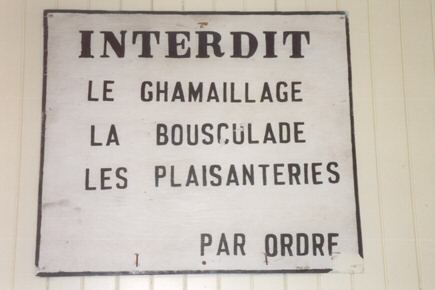 INTERDIT
LE GHAMAILLAGE
LA BOUSCULADE
LES PLAISANTERIES
PAR ORDRE